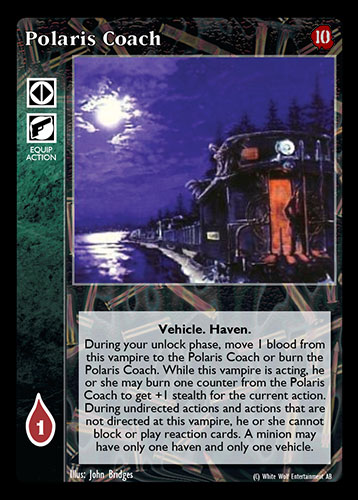 Polaris Coach
10
EQUIP
ACTION
Vehicle. Haven.
During your unlock phase, move 1 blood from
this vampire to the Polaris Coach or burn the
Polaris Coach. While this vampire is acting, he
or she may burn one counter from the Polaris
Coach to get +1 stealth for the current action.
During undirected actions and actions that are
not directed at this vampire, he or she cannot
block or play reaction cards. A minion may
have only one haven and only one vehicle.
1
Illus: John Bridges
(C) White Wolf Entertainment AB